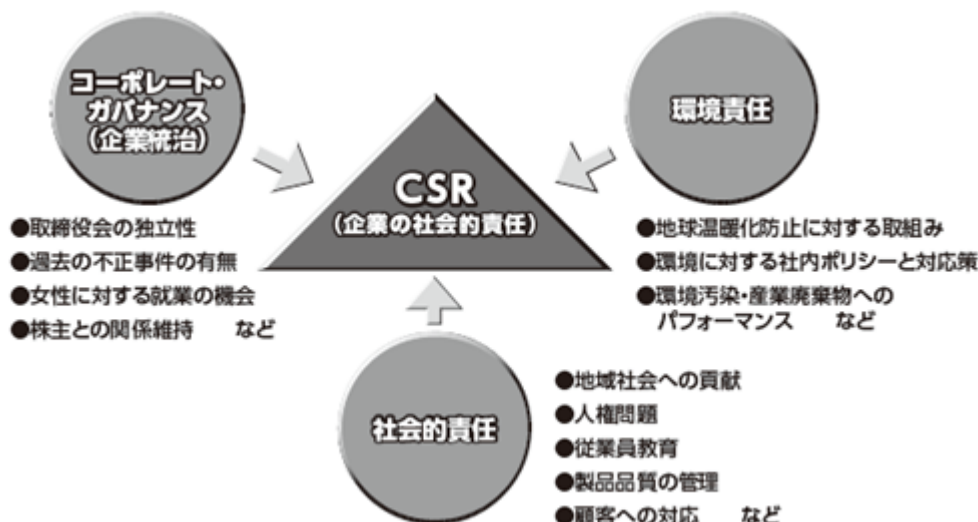 コーポレート・
ガバナンス
（企業統治）
●取締役会の独立性
●過去の不正事件の有無
●女性に対する就業の機会
●株主との関係維持　など
CSR
（企業の社会的責任）
環境責任
●地球温暖化防止に対する取組み
●環境に対する社内ポリシーと対応策
●環境汚染・産業廃棄物への
パフォーマンス　など
社会的責任
●地域社会への貢献
●人権問題
●従業員教育
●製品品質の管理
●顧客への対応　など